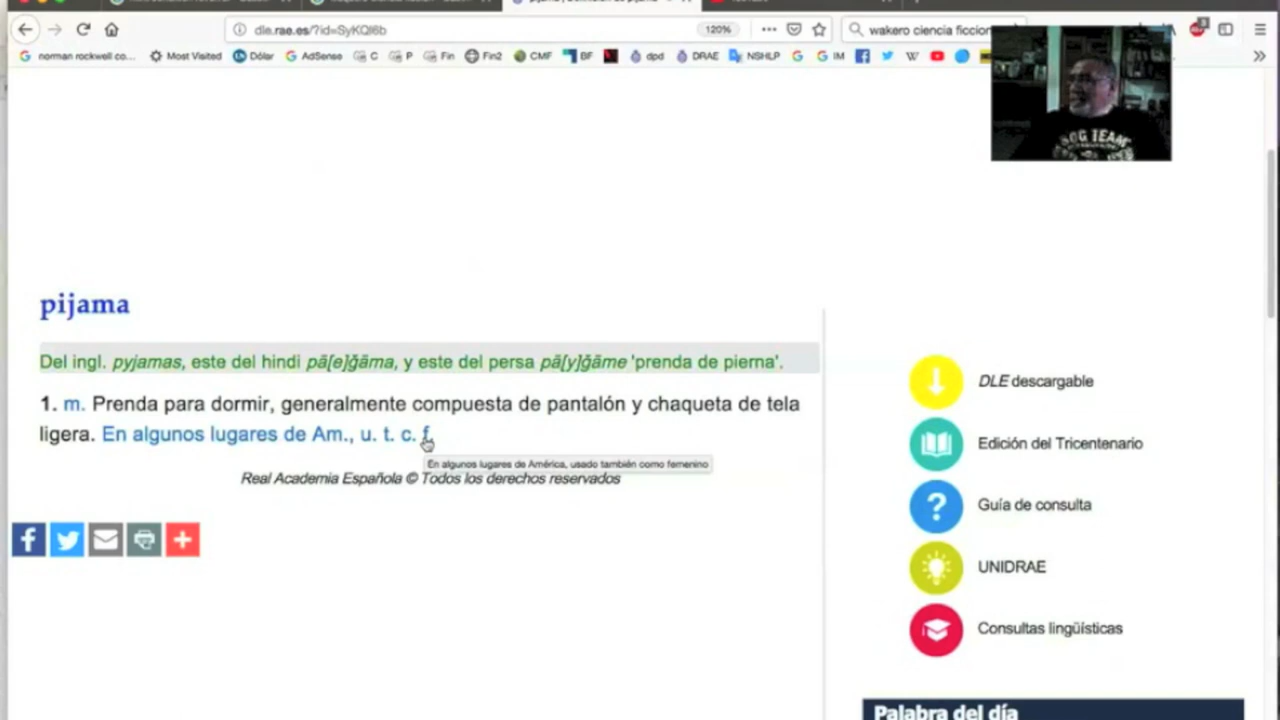 dle.rae.es/?id=SyKQl6b
120%
wakero ciencia ficcion
norman rockwell co... Most Visited Dólar AdSense C P Fin Fin2 CMF BF dpd DRAE NSHLP G IM
DOG TEAM
pijama
Del ingl. pyjamas, este del hindi pā[e]ǧāma, y este del persa pā[y]ǧāme 'prenda de pierna'.
1. m. Prenda para dormir, generalmente compuesta de pantalón y chaqueta de tela
ligera. En algunos lugares de Am., u. t. c. f.
En algunos lugares de América, usado también como femenino
Real Academia Española © Todos los derechos reservados
DLE descargable
Edición del Tricentenario
Guía de consulta
UNIDRAE
Consultas lingüísticas
Palabra del día